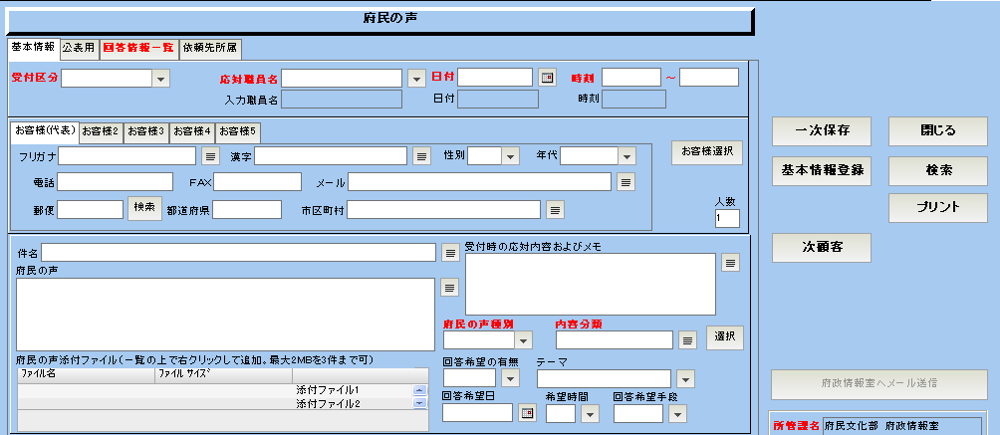 府民の声
基本情報 公表用 回答情報一覧 依頼先所属
受付区分 応対職員名 日付 時刻 ～
入力職員名 日付 時刻
お客様(代表) お客様2 お客様3 お客様4 お客様5
フリガナ 漢字 性別 年代 お客様選択
電話 FAX メール
郵便 検索 都道府県 市区町村 人数
1
件名 受付時の応対内容およびメモ
府民の声
府民の声種別 内容分類 選択
府民の声添付ファイル(一覧の上で右クリックして追加。最大2MBを3件まで可)
ファイル名 ファイル サイズ
添付ファイル1
添付ファイル2
回答希望の有無 テーマ
回答希望日 希望時間 回答希望手段
一次保存 閉じる
基本情報登録 検索
プリント
次顧客
府政情報室へメール送信
所管課名 府民文化部 府政情報室